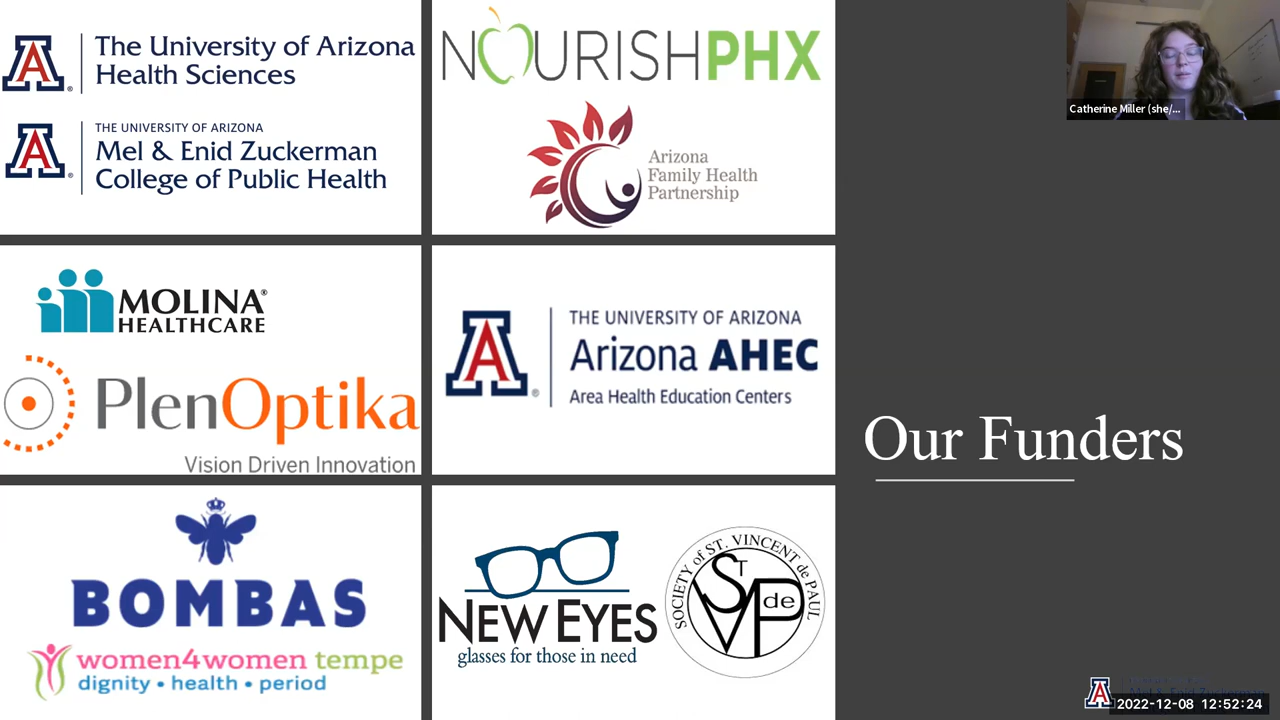 The University of Arizona
Health Sciences
THE UNIVERSITY OF ARIZONA
Mel & Enid Zuckerman
College of Public Health
NOURISHPHX
Arizona
Family Health
Partnership
Catherine Miller (she/...
MOLINA®
HEALTHCARE
PlenOptika
Vision Driven Innovation
A
THE UNIVERSITY OF ARIZONA
Arizona AHEC
Area Health Education Centers
Our Funders
BOMBAS
women4women tempe
dignity • health • period
NEW EYES
glasses for those in need
SOCIETY of ST. VINCENT de PAUL
ST
V de P
A
Mel & Enid Zuckerman
2022-12-08 12:52:24